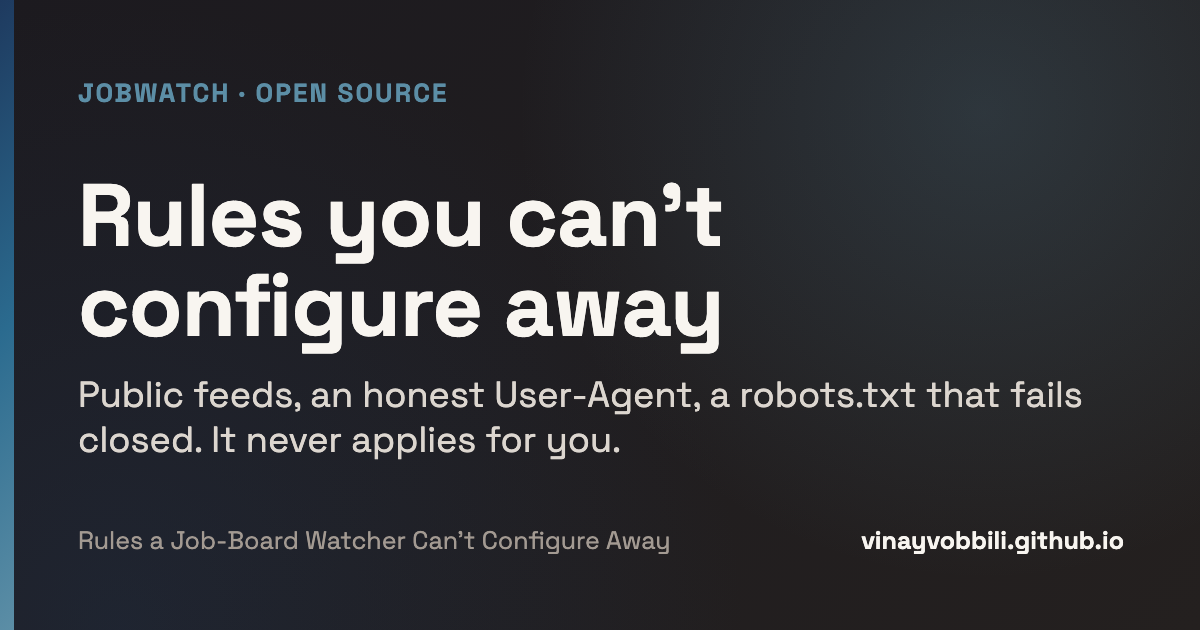 JOBWATCH · OPEN SOURCE
Rules you can’t
configure away
Public feeds, an honest User-Agent, a robots.txt that fails
closed. It never applies for you.
Rules a Job-Board Watcher Can’t Configure Away
vinayvobbili.github.io